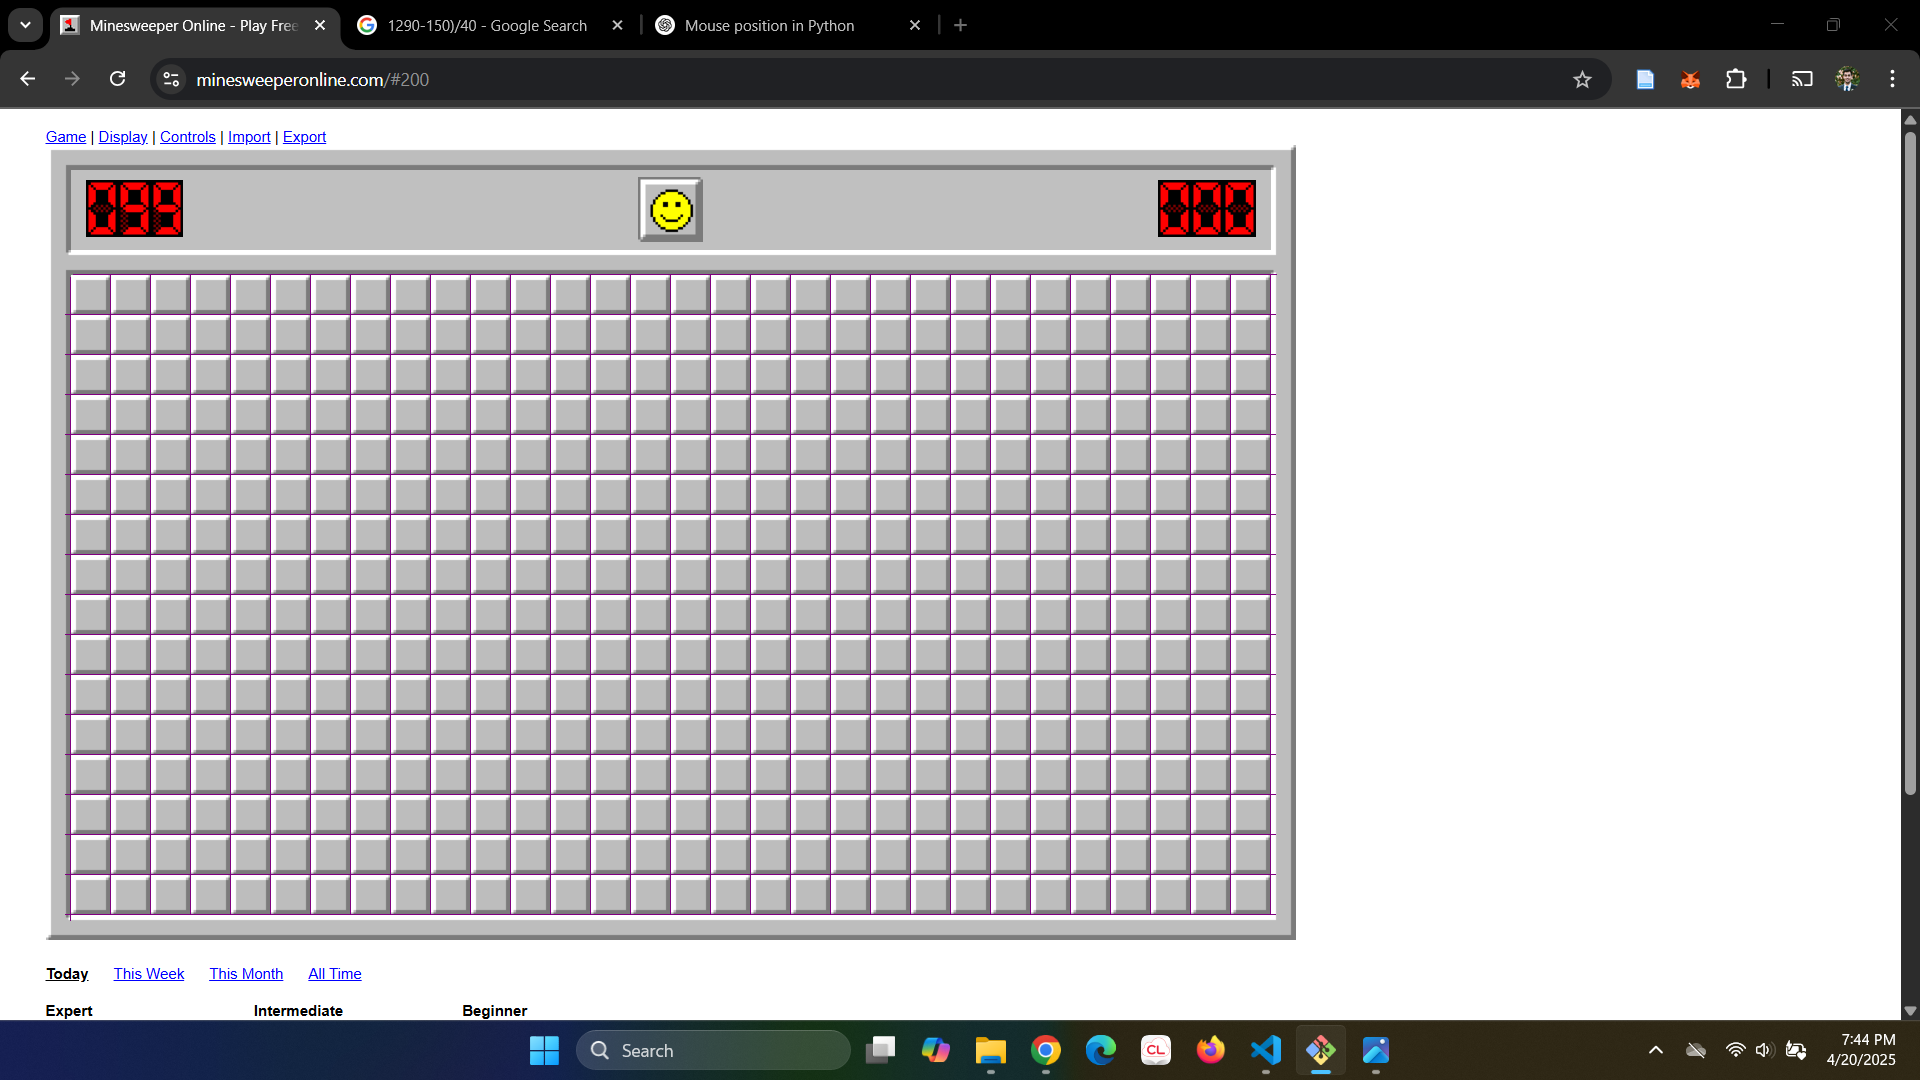 Minesweeper Online - Play Free
1290-150)/40 - Google Search
Mouse position in Python
minesweeperonline.com/#200
Game | Display | Controls | Import | Export
099
000
Today This Week This Month All Time
Expert Intermediate Beginner
Search
CL
7:44 PM
4/20/2025